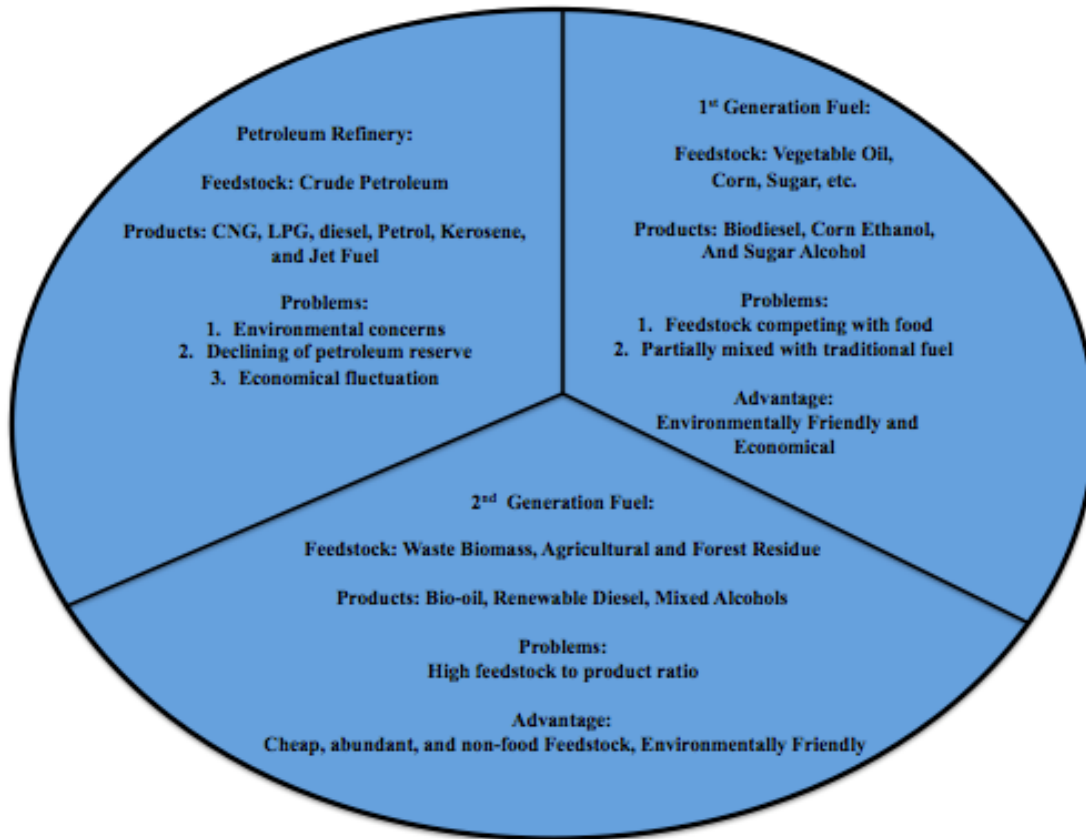 Petroleum Refinery:
Feedstock: Crude Petroleum
Products: CNG, LPG, diesel, Petrol, Kerosene,
and Jet Fuel
Problems:
1. Environmental concerns
2. Declining of petroleum reserve
3. Economical fluctuation
1st Generation Fuel:
Feedstock: Vegetable Oil,
Corn, Sugar, etc.
Products: Biodiesel, Corn Ethanol,
And Sugar Alcohol
Problems:
1. Feedstock competing with food
2. Partially mixed with traditional fuel
Advantage:
Environmentally Friendly and
Economical
2nd Generation Fuel:
Feedstock: Waste Biomass, Agricultural and Forest Residue
Products: Bio-oil, Renewable Diesel, Mixed Alcohols
Problems:
High feedstock to product ratio
Advantage:
Cheap, abundant, and non-food Feedstock, Environmentally Friendly